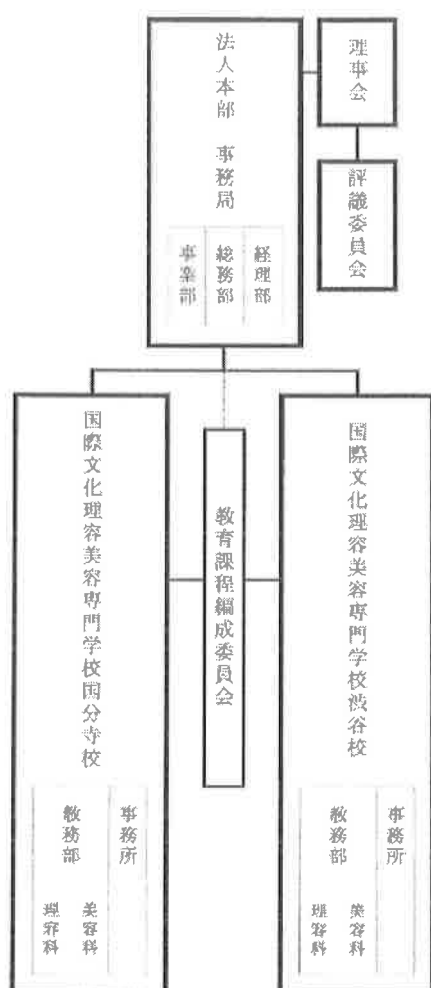 理事会
評議委員会
法人本部 事務局
経理部
総務部
事業部
国際文化理容美容専門学校渋谷校
事務所
教務部
美容科
理容科
教育課程編成委員会
国際文化理容美容専門学校国分寺校
事務所
教務部
美容科
理容科